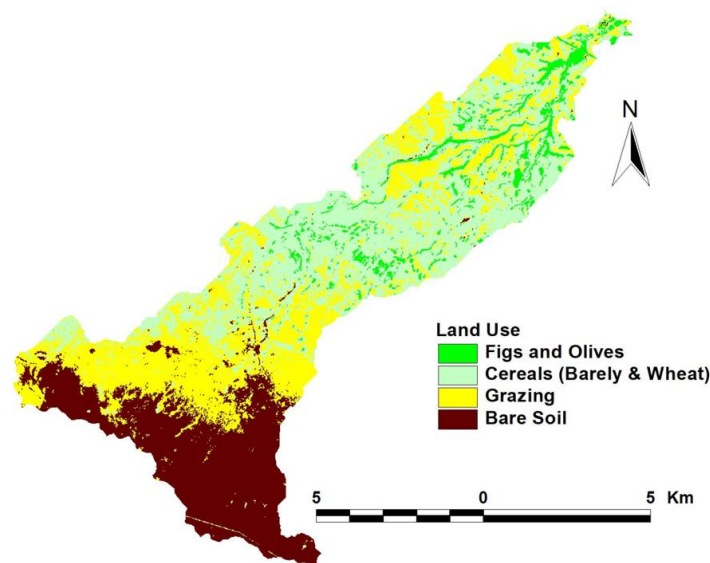 N
Land Use
Figs and Olives
Cereals (Barely & Wheat)
Grazing
Bare Soil
5 0 5 Km